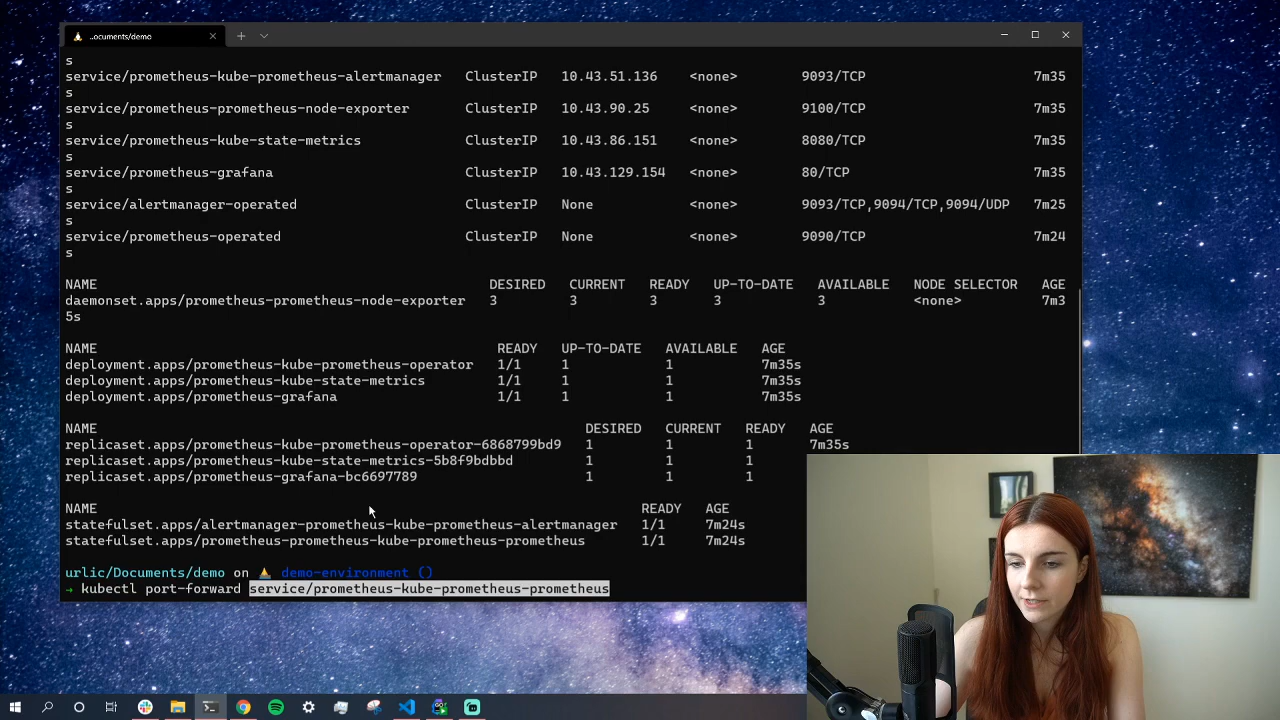 ..ocuments/demo
s
service/prometheus-kube-prometheus-alertmanager ClusterIP 10.43.51.136 <none> 9093/TCP 7m35
s
service/prometheus-prometheus-node-exporter ClusterIP 10.43.90.25 <none> 9100/TCP 7m35
s
service/prometheus-kube-state-metrics ClusterIP 10.43.86.151 <none> 8080/TCP 7m35
s
service/prometheus-grafana ClusterIP 10.43.129.154 <none> 80/TCP 7m35
s
service/alertmanager-operated ClusterIP None <none> 9093/TCP,9094/TCP,9094/UDP 7m25
s
service/prometheus-operated ClusterIP None <none> 9090/TCP 7m24
s
NAME DESIRED CURRENT READY UP-TO-DATE AVAILABLE NODE SELECTOR AGE
daemonset.apps/prometheus-prometheus-node-exporter 3 3 3 3 3 <none> 7m3
5s
NAME READY UP-TO-DATE AVAILABLE AGE
deployment.apps/prometheus-kube-prometheus-operator 1/1 1 1 7m35s
deployment.apps/prometheus-kube-state-metrics 1/1 1 1 7m35s
deployment.apps/prometheus-grafana 1/1 1 1 7m35s
NAME DESIRED CURRENT READY AGE
replicaset.apps/prometheus-kube-prometheus-operator-6868799bd9 1 1 1 7m35s
replicaset.apps/prometheus-kube-state-metrics-5b8f9bdbbd 1 1 1
replicaset.apps/prometheus-grafana-bc6697789 1 1 1
NAME READY AGE
statefulset.apps/alertmanager-prometheus-kube-prometheus-alertmanager 1/1 7m24s
statefulset.apps/prometheus-prometheus-kube-prometheus-prometheus 1/1 7m24s
urlic/Documents/demo on demo-environment ()
→ kubectl port-forward service/prometheus-kube-prometheus-prometheus